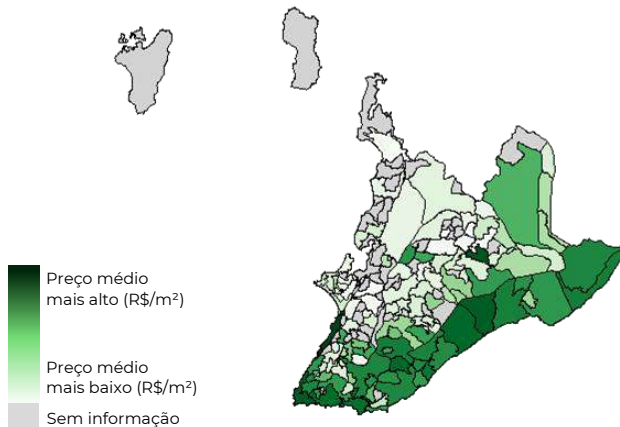 Preço médio
mais alto (R$/m²)
Preço médio
mais baixo (R$/m²)
Sem informação